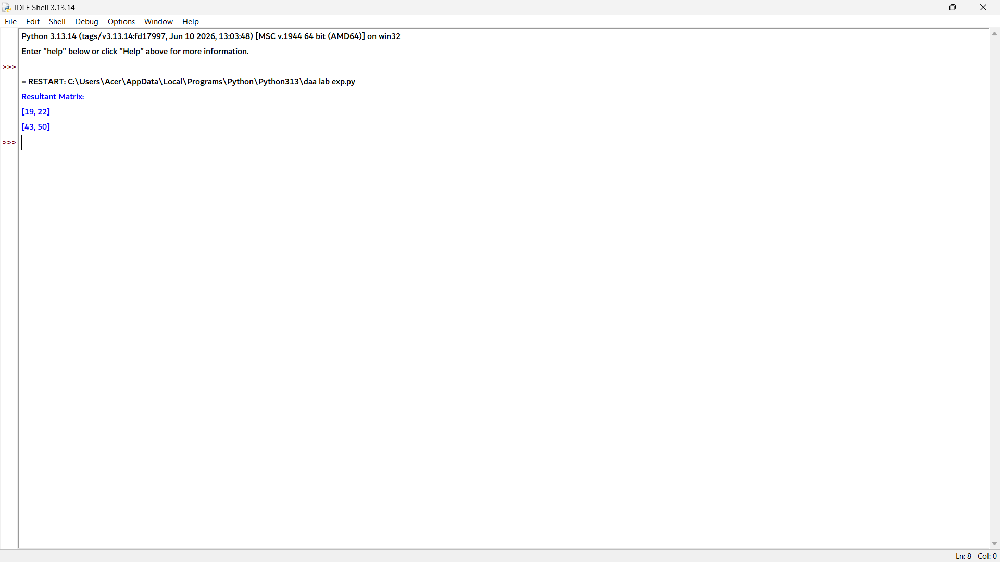 IDLE Shell 3.13.14
File Edit Shell Debug Options Window Help
Python 3.13.14 (tags/v3.13.14:fd17997, Jun 10 2026, 13:03:48) [MSC v.1944 64 bit (AMD64)] on win32
Enter "help" below or click "Help" above for more information.
>>>
= RESTART: C:\Users\Acer\AppData\Local\Programs\Python\Python313\daa lab exp.py
Resultant Matrix:
[19, 22]
[43, 50]
>>>
Ln: 8 Col: 0